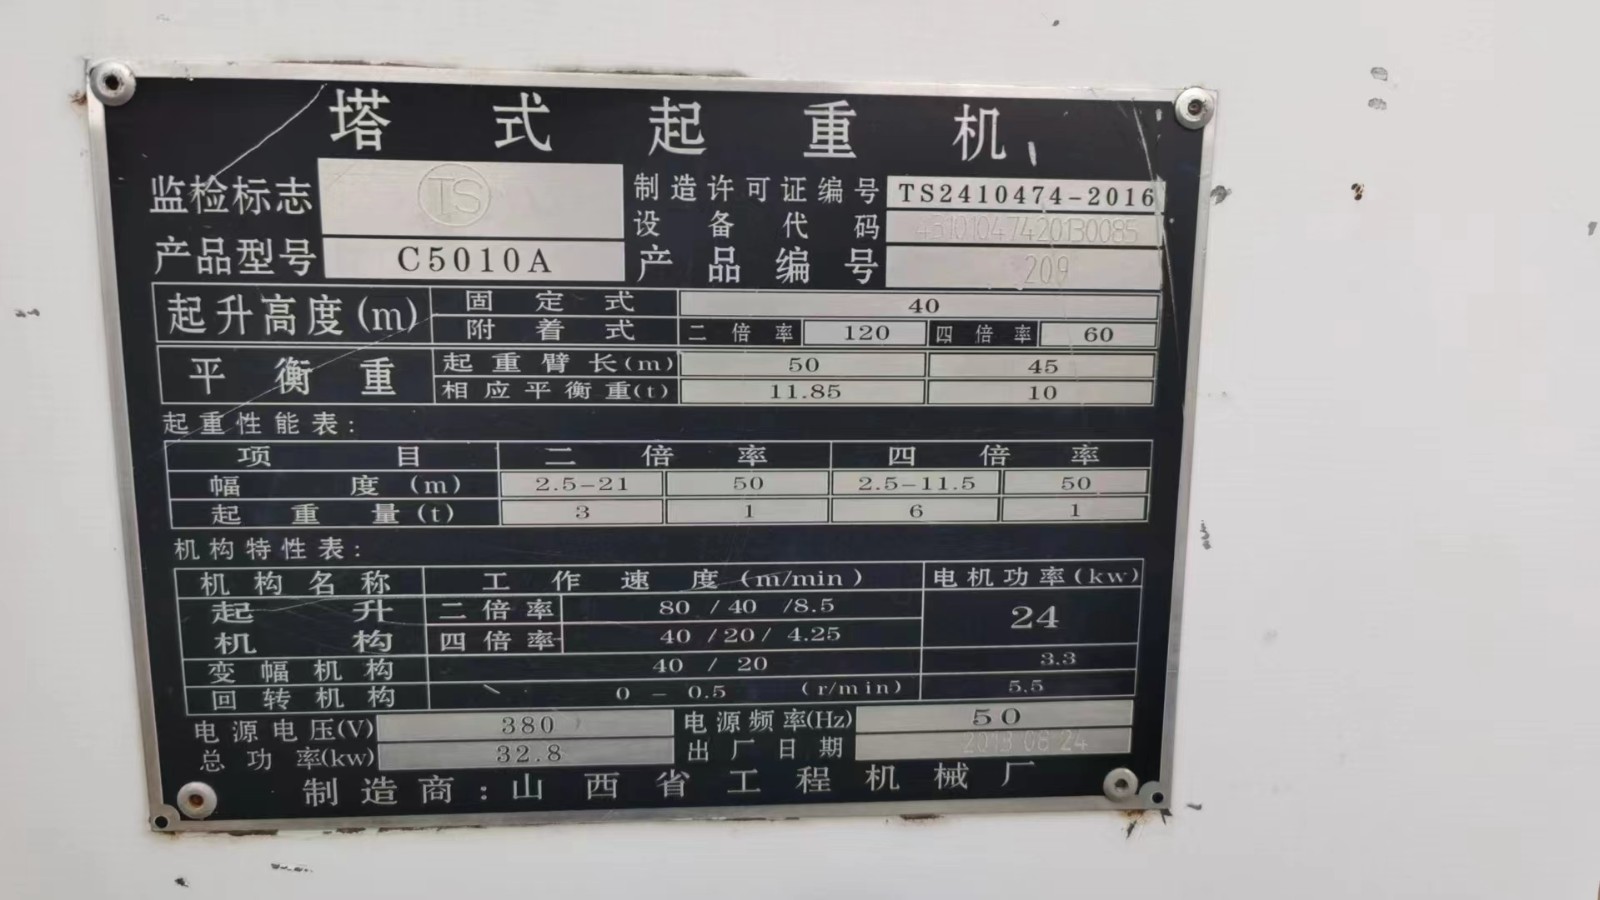 塔式起重机
监检标志 TS 制造许可证编号 TS2410474-2016
设备代码 43101047420130085
产品型号 C5010A 产品编号 209
起升高度(m) 固定式 40
附着式 二倍率 120 四倍率 60
平衡重 起重臂长(m) 50 45
相应平衡重(t) 11.85 10
起重性能表:
项目 二倍率 四倍率
幅度(m) 2.5-21 50 2.5-11.5 50
起重量(t) 3 1 6 1
机构特性表:
机构名称 工作速度(m/min) 电机功率(kw)
起升机构 二倍率 80 /40 /8.5 24
四倍率 40 /20/ 4.25
变幅机构 40 / 20 3.3
回转机构 0 - 0.5 (r/min) 5.5
电源电压(V) 380 电源频率(Hz) 50
总功率(kw) 32.8 出厂日期 2013 08 24
制造商:山西省工程机械厂